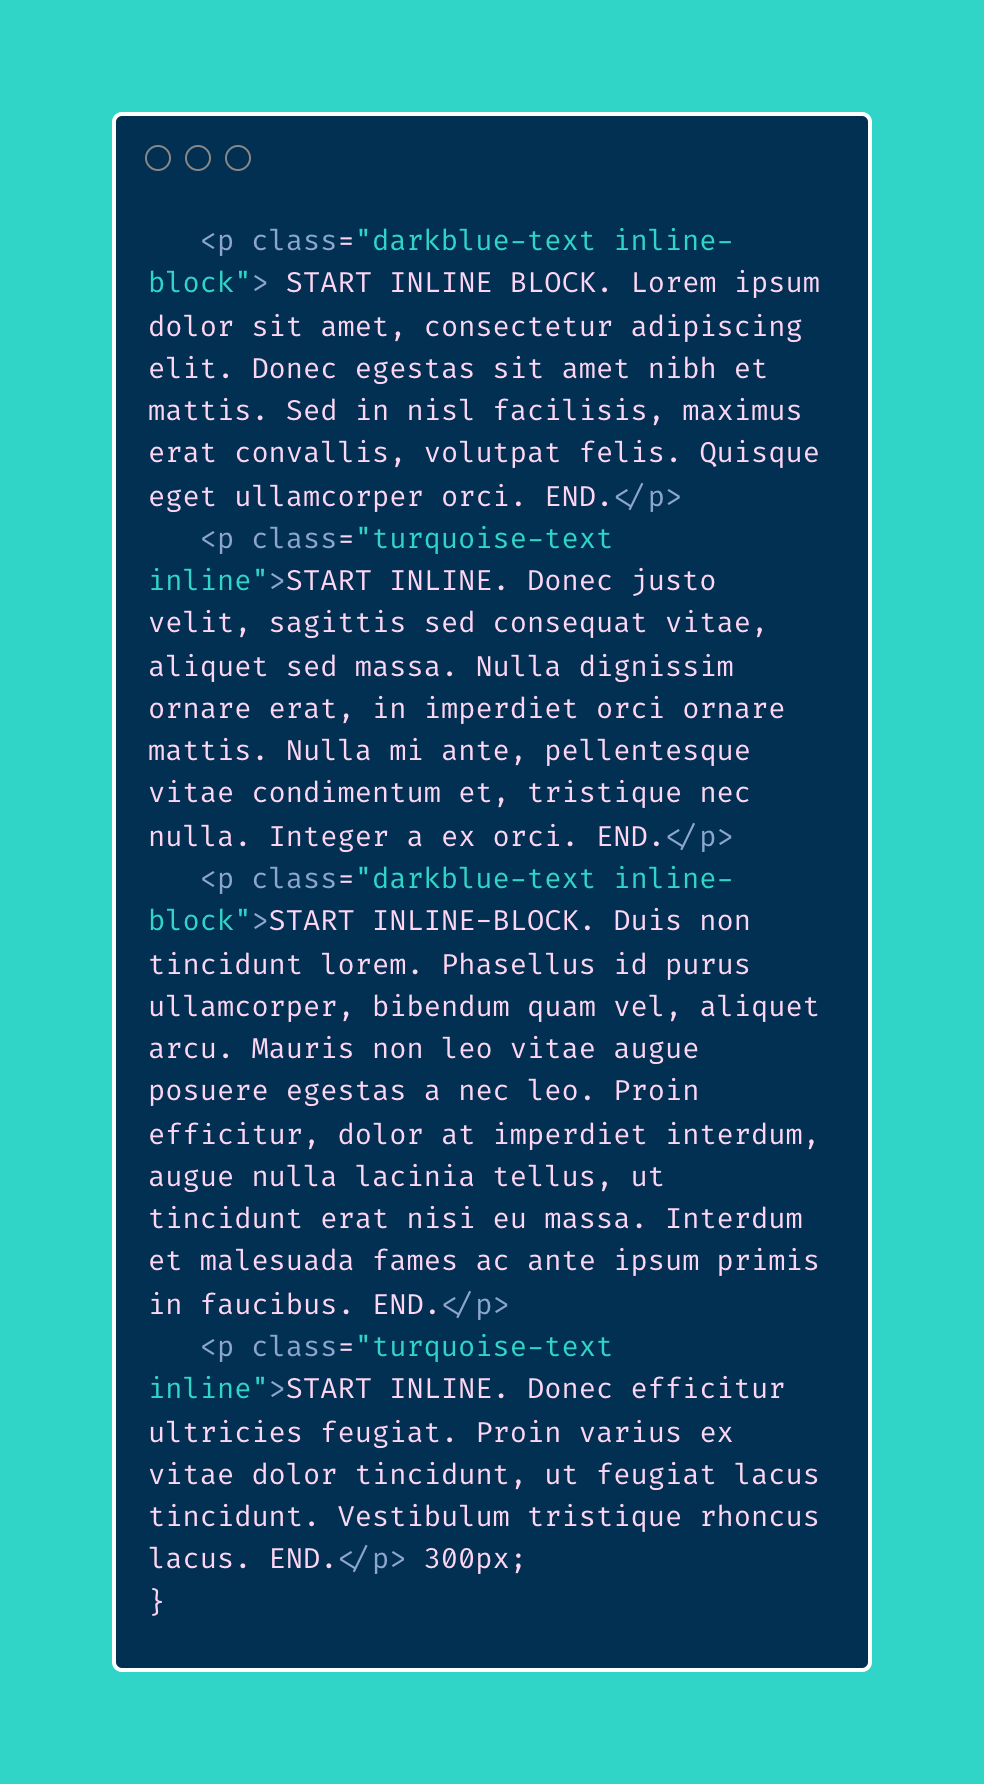 <p class="darkblue-text inline-
block"> START INLINE BLOCK. Lorem ipsum
dolor sit amet, consectetur adipiscing
elit. Donec egestas sit amet nibh et
mattis. Sed in nisl facilisis, maximus
erat convallis, volutpat felis. Quisque
eget ullamcorper orci. END.</p>
<p class="turquoise-text
inline">START INLINE. Donec justo
velit, sagittis sed consequat vitae,
aliquet sed massa. Nulla dignissim
ornare erat, in imperdiet orci ornare
mattis. Nulla mi ante, pellentesque
vitae condimentum et, tristique nec
nulla. Integer a ex orci. END.</p>
<p class="darkblue-text inline-
block">START INLINE-BLOCK. Duis non
tincidunt lorem. Phasellus id purus
ullamcorper, bibendum quam vel, aliquet
arcu. Mauris non leo vitae augue
posuere egestas a nec leo. Proin
efficitur, dolor at imperdiet interdum,
augue nulla lacinia tellus, ut
tincidunt erat nisi eu massa. Interdum
et malesuada fames ac ante ipsum primis
in faucibus. END.</p>
<p class="turquoise-text
inline">START INLINE. Donec efficitur
ultricies feugiat. Proin varius ex
vitae dolor tincidunt, ut feugiat lacus
tincidunt. Vestibulum tristique rhoncus
lacus. END.</p> 300px;
}